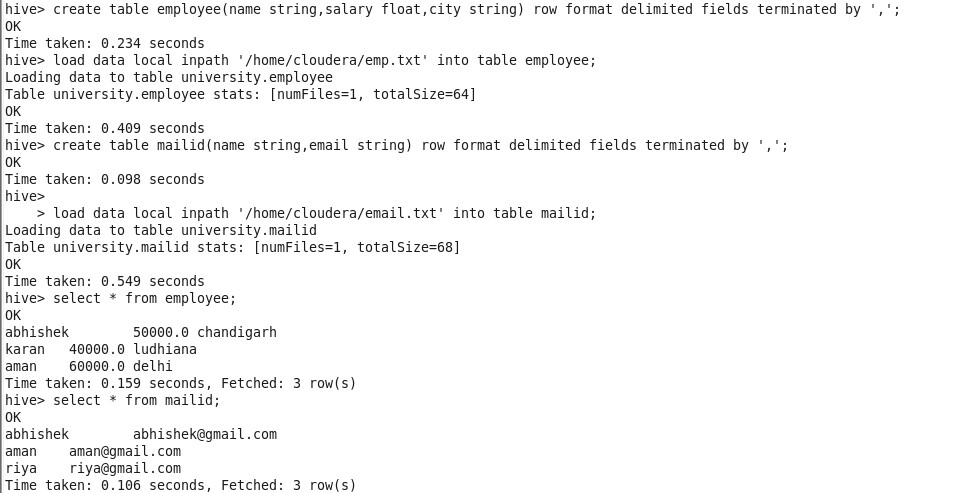 hive> create table employee(name string,salary float,city string) row format delimited fields terminated by ',';
OK
Time taken: 0.234 seconds
hive> load data local inpath '/home/cloudera/emp.txt' into table employee;
Loading data to table university.employee
Table university.employee stats: [numFiles=1, totalSize=64]
OK
Time taken: 0.409 seconds
hive> create table mailid(name string,email string) row format delimited fields terminated by ',';
OK
Time taken: 0.098 seconds
hive>
    > load data local inpath '/home/cloudera/email.txt' into table mailid;
Loading data to table university.mailid
Table university.mailid stats: [numFiles=1, totalSize=68]
OK
Time taken: 0.549 seconds
hive> select * from employee;
OK
abhishek        50000.0 chandigarh
karan   40000.0 ludhiana
aman    60000.0 delhi
Time taken: 0.159 seconds, Fetched: 3 row(s)
hive> select * from mailid;
OK
abhishek        abhishek@gmail.com
aman    aman@gmail.com
riya    riya@gmail.com
Time taken: 0.106 seconds, Fetched: 3 row(s)